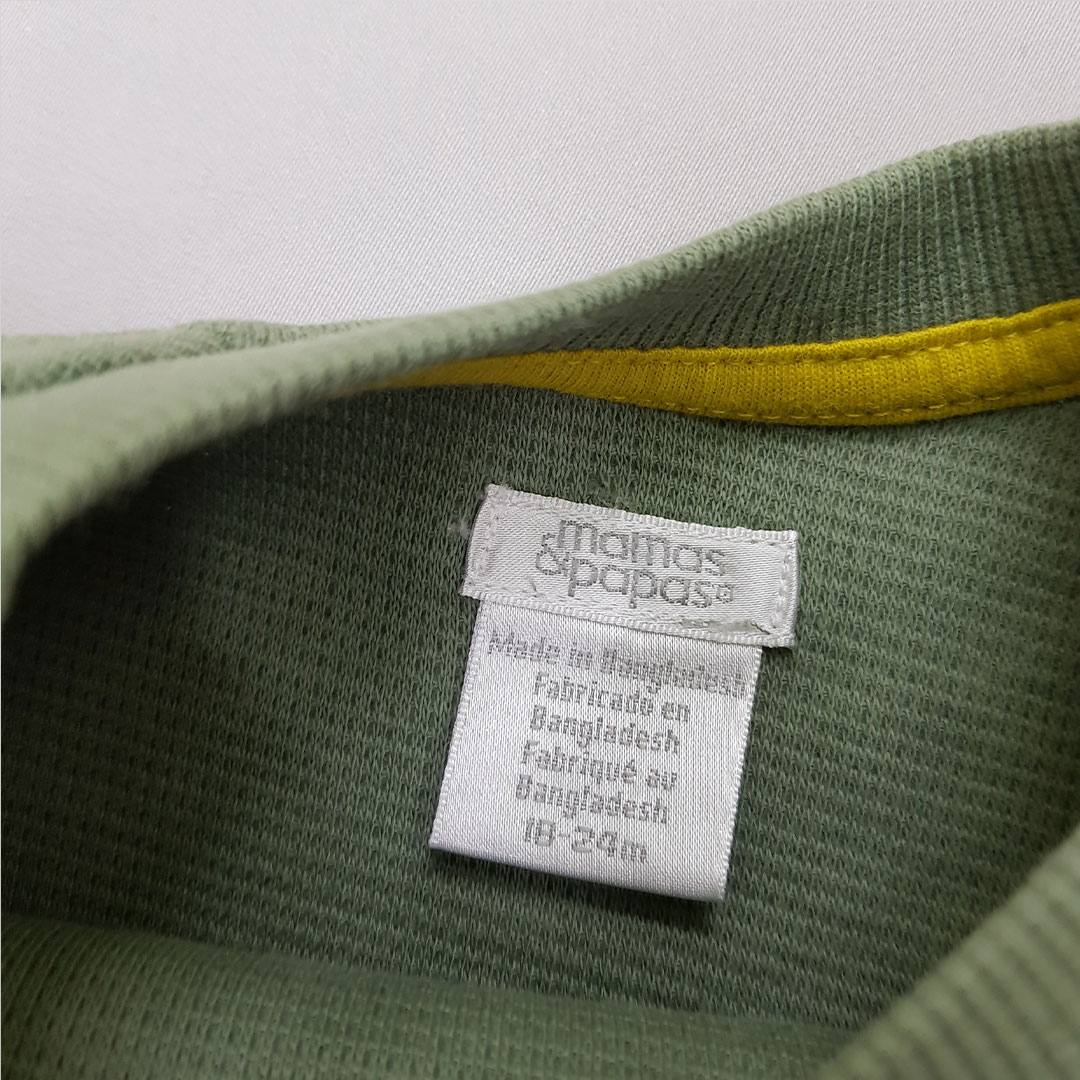 mamas
&papas
Made in Bangladesh
Fabricado en
Bangladesh
Fabriqué au
Bangladesh
18-24m